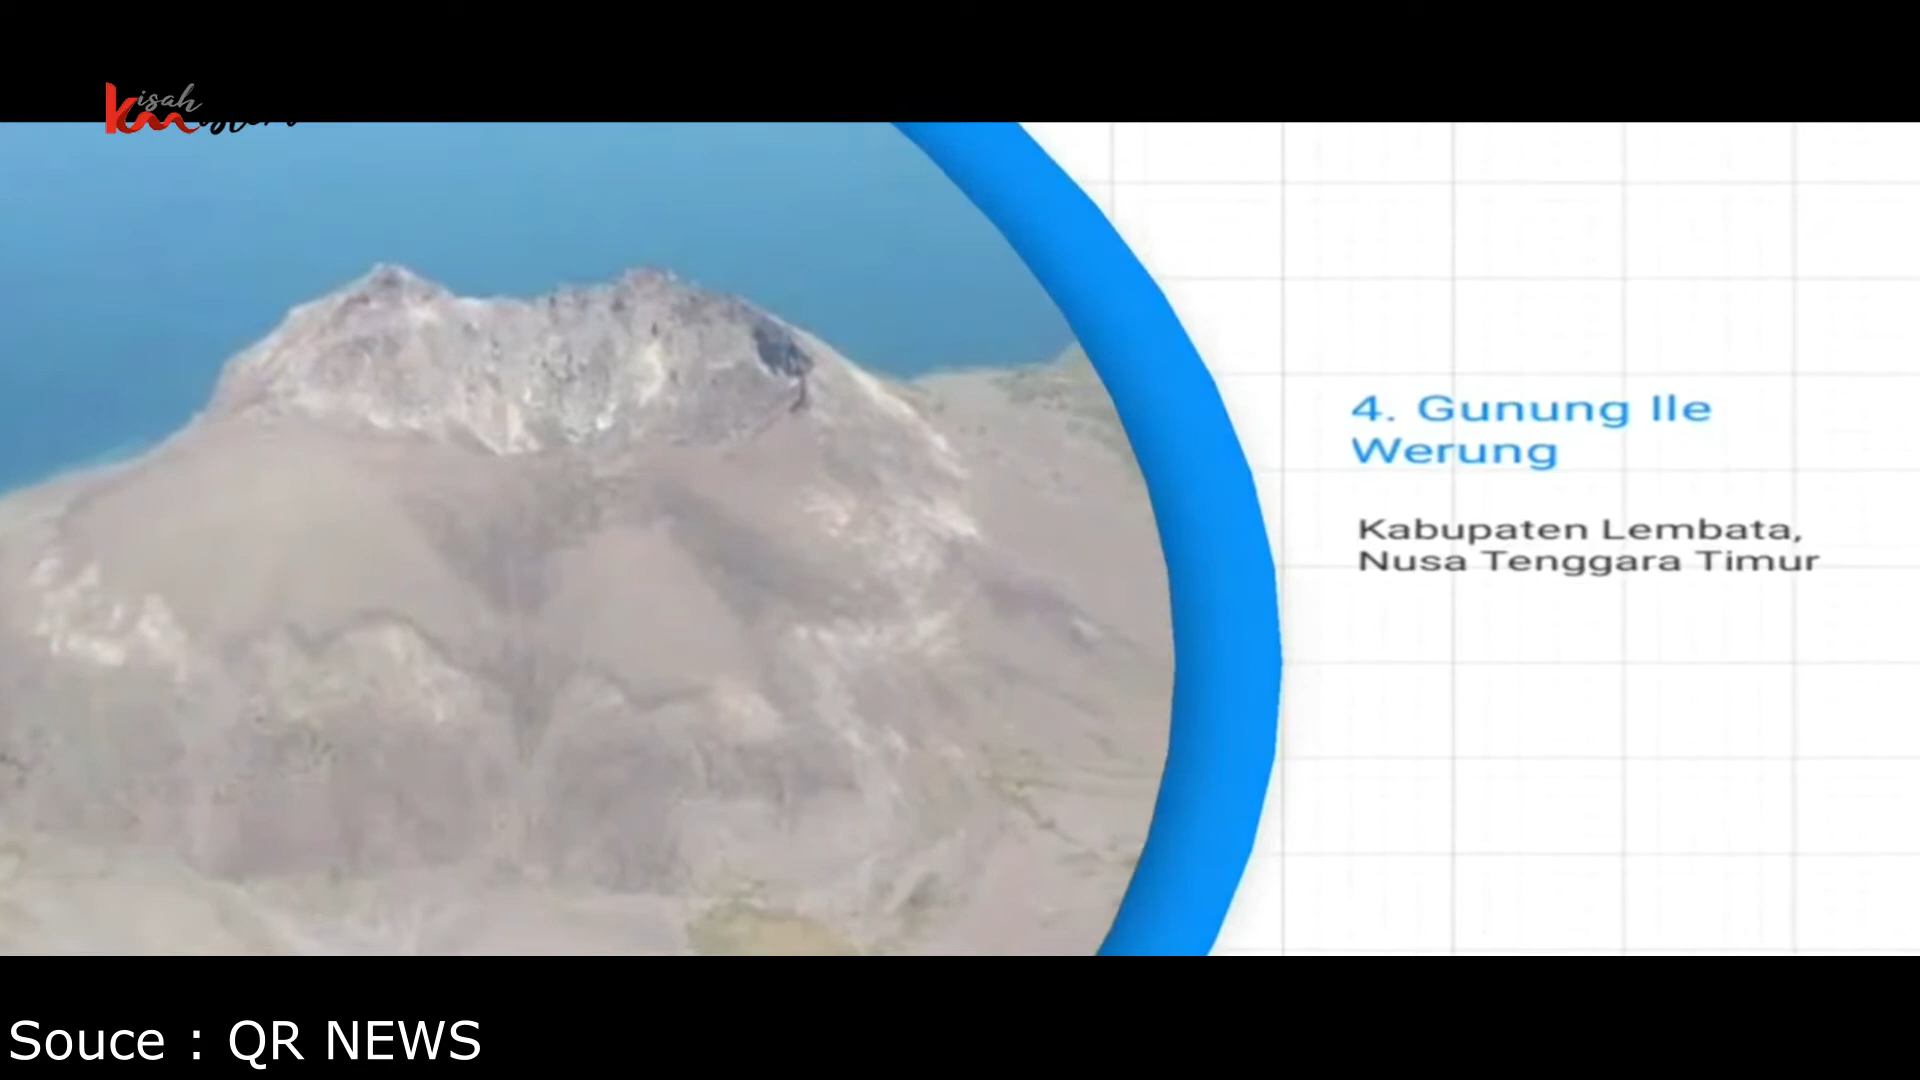 kisah
4. Gunung Ile
Werung
Kabupaten Lembata,
Nusa Tenggara Timur
Souce : QR NEWS